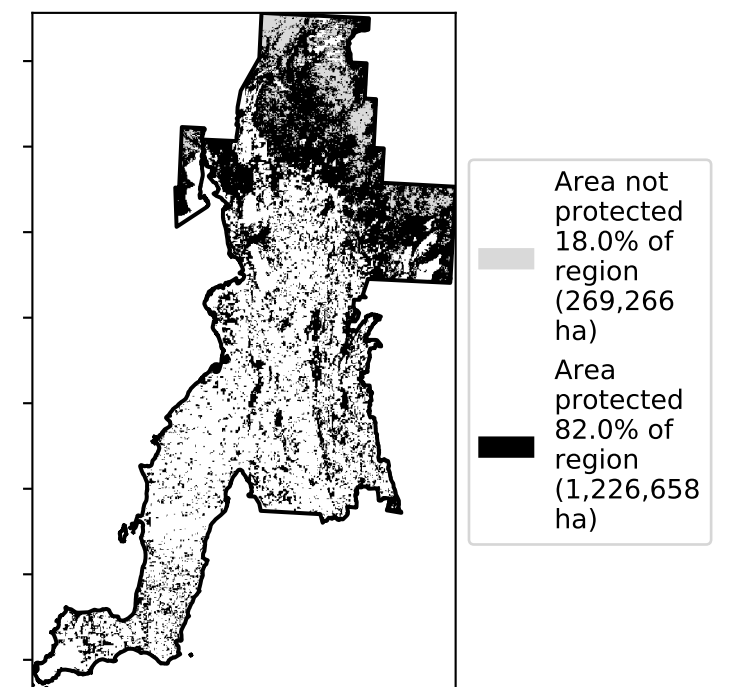 Area not
protected
18.0% of
region
(269,266
ha)
Area
protected
82.0% of
region
(1,226,658
ha)